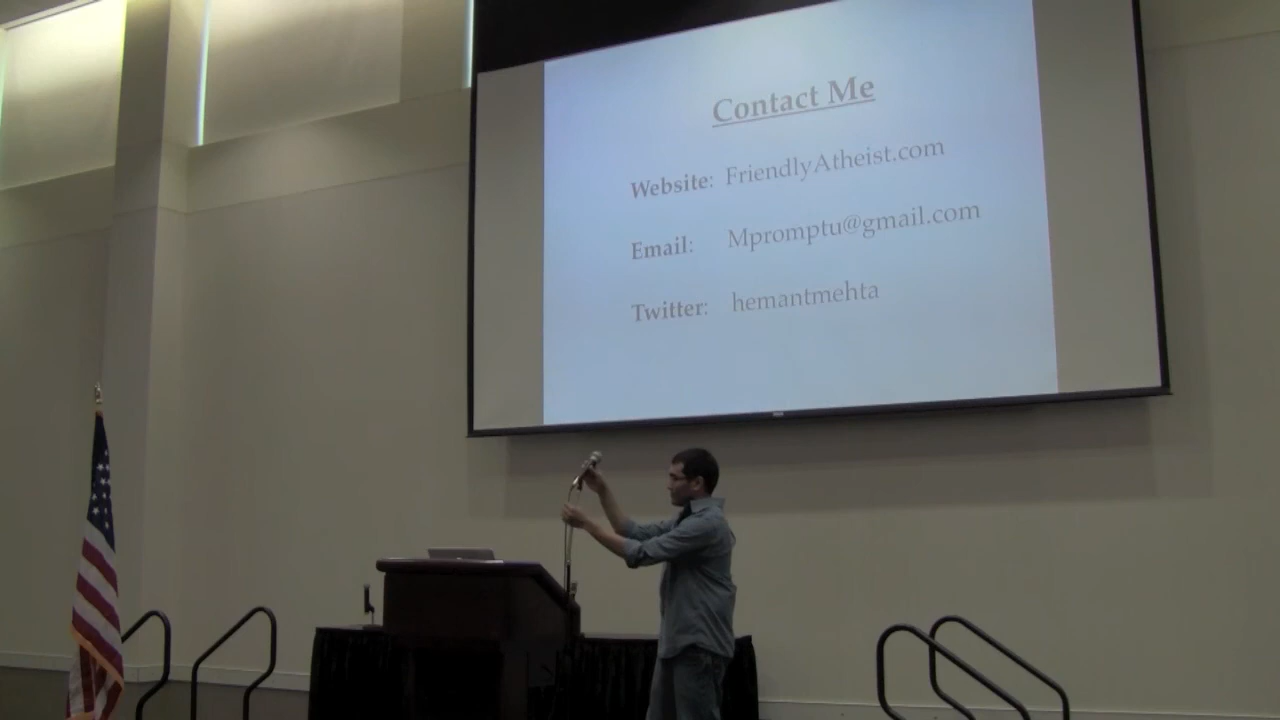 Contact Me
Website: FriendlyAtheist.com
Email: Mpromptu@gmail.com
Twitter: hemantmehta